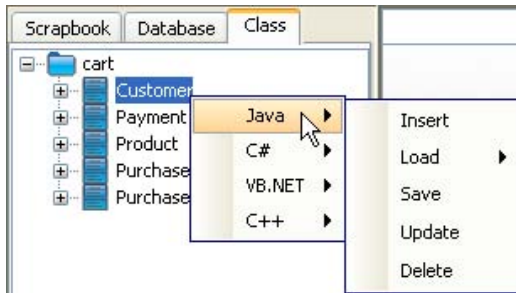 Scrapbook Database Class
cart
Customer
Payment
Product
Purchase
Purchase
Java
C#
VB.NET
C++
Insert
Load
Save
Update
Delete